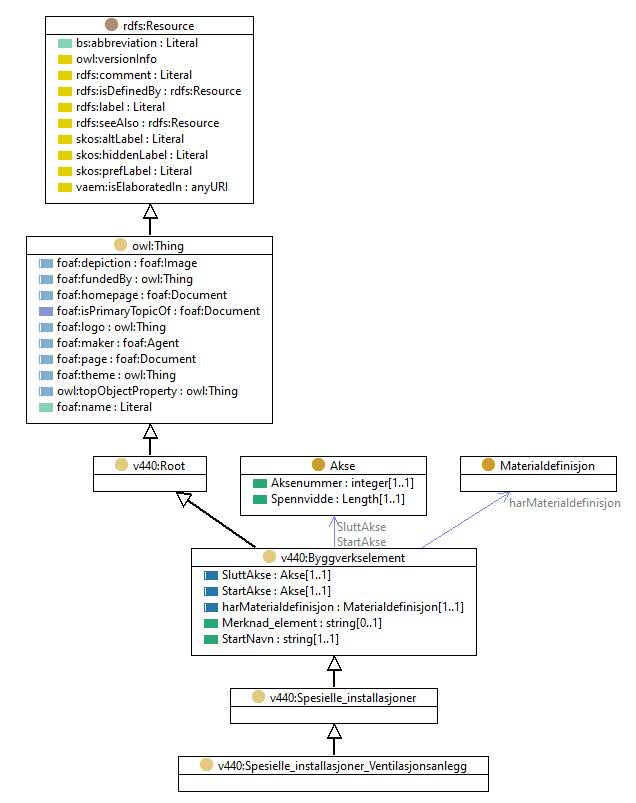 rdfs:Resource
bs:abbreviation : Literal
owl:versionInfo
rdfs:comment : Literal
rdfs:isDefinedBy : rdfs:Resource
rdfs:label : Literal
rdfs:seeAlso : rdfs:Resource
skos:altLabel : Literal
skos:hiddenLabel : Literal
skos:prefLabel : Literal
vaem:isElaboratedIn : anyURI
owl:Thing
foaf:depiction : foaf:Image
foaf:fundedBy : owl:Thing
foaf:homepage : foaf:Document
foaf:isPrimaryTopicOf : foaf:Document
foaf:logo : owl:Thing
foaf:maker : foaf:Agent
foaf:page : foaf:Document
foaf:theme : owl:Thing
owl:topObjectProperty : owl:Thing
foaf:name : Literal
v440:Root
Akse
Aksenummer : integer[1..1]
Spennvidde : Length[1..1]
Materialdefinisjon
harMaterialdefinisjon
SluttAkse
StartAkse
v440:Byggverkselement
SluttAkse : Akse[1..1]
StartAkse : Akse[1..1]
harMaterialdefinisjon : Materialdefinisjon[1..1]
Merknad_element : string[0..1]
StartNavn : string[1..1]
v440:Spesielle_installasjoner
v440:Spesielle_installasjoner_Ventilasjonsanlegg